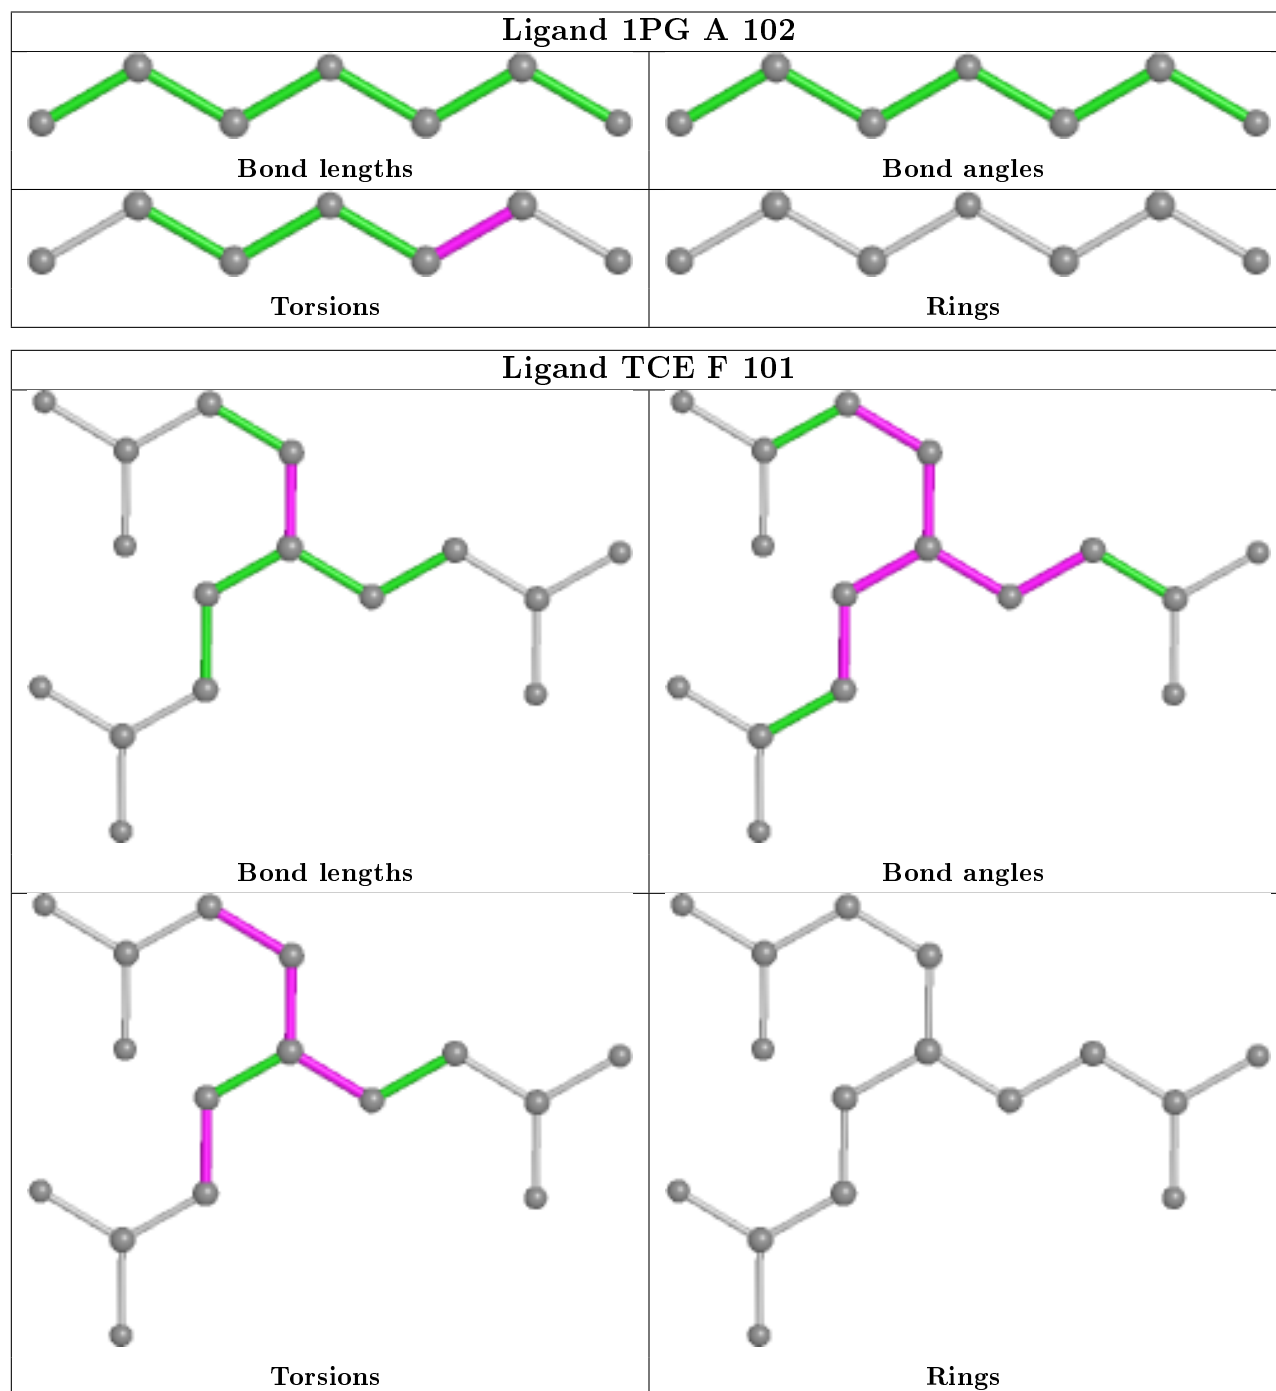 Ligand 1PG A 102
Bond lengths
Bond angles
Torsions
Rings
Ligand TCE F 101
Bond lengths
Bond angles
Torsions
Rings